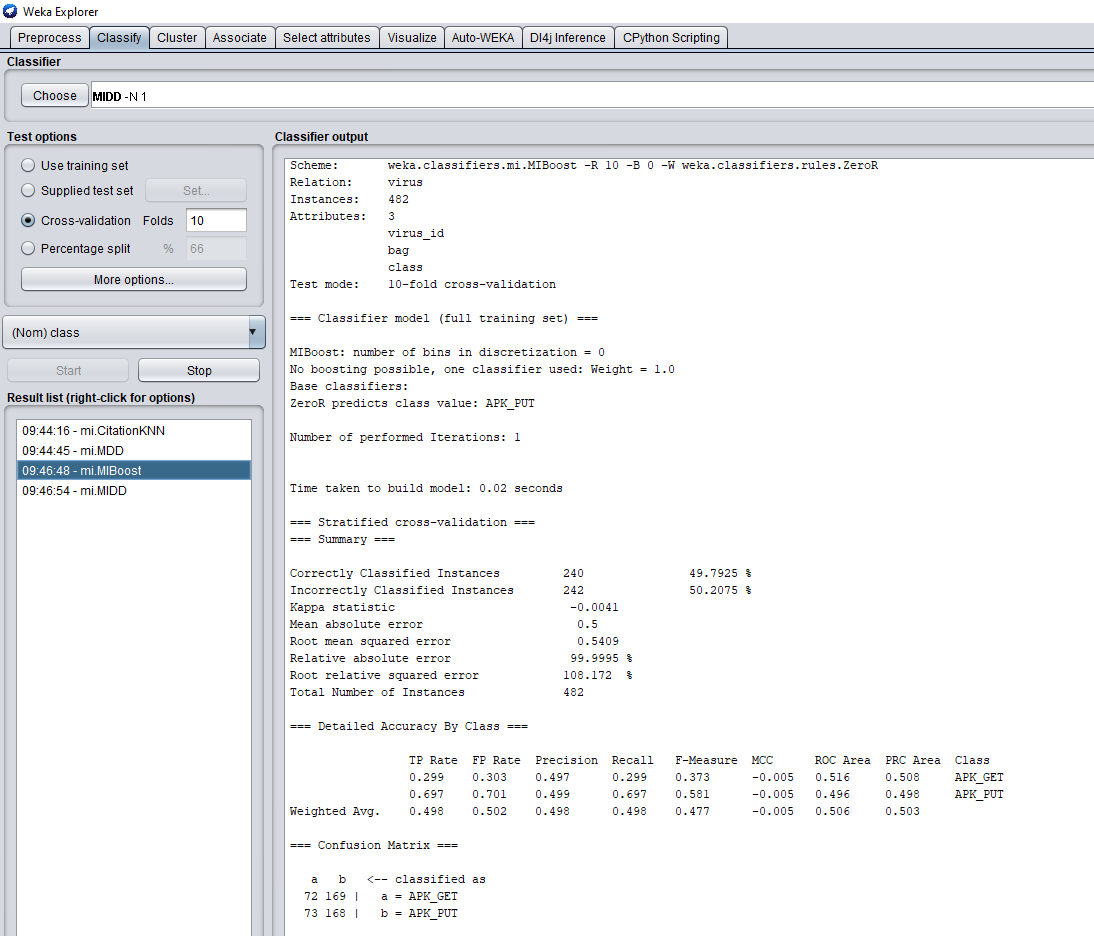 Weka Explorer
Preprocess Classify Cluster Associate Select attributes Visualize Auto-WEKA Dl4j Inference CPython Scripting
Classifier
Choose MIDD -N 1
Test options
Use training set
Supplied test set Set...
Cross-validation Folds 10
Percentage split % 66
More options...
(Nom) class
Start Stop
Result list (right-click for options)
09:44:16 - mi.CitationKNN
09:44:45 - mi.MDD
09:46:48 - mi.MIBoost
09:46:54 - mi.MIDD
Classifier output
Scheme: weka.classifiers.mi.MIBoost -R 10 -B 0 -W weka.classifiers.rules.ZeroR
Relation: virus
Instances: 482
Attributes: 3
virus_id
bag
class
Test mode: 10-fold cross-validation
=== Classifier model (full training set) ===
MIBoost: number of bins in discretization = 0
No boosting possible, one classifier used: Weight = 1.0
Base classifiers:
ZeroR predicts class value: APK_PUT
Number of performed Iterations: 1
Time taken to build model: 0.02 seconds
=== Stratified cross-validation ===
=== Summary ===
Correctly Classified Instances 240 49.7925 %
Incorrectly Classified Instances 242 50.2075 %
Kappa statistic -0.0041
Mean absolute error 0.5
Root mean squared error 0.5409
Relative absolute error 99.9995 %
Root relative squared error 108.172 %
Total Number of Instances 482
=== Detailed Accuracy By Class ===
TP Rate FP Rate Precision Recall F-Measure MCC ROC Area PRC Area Class
0.299 0.303 0.497 0.299 0.373 -0.005 0.516 0.508 APK_GET
0.697 0.701 0.499 0.697 0.581 -0.005 0.496 0.498 APK_PUT
Weighted Avg. 0.498 0.502 0.498 0.498 0.477 -0.005 0.506 0.503
=== Confusion Matrix ===
a b <-- classified as
72 169 | a = APK_GET
73 168 | b = APK_PUT